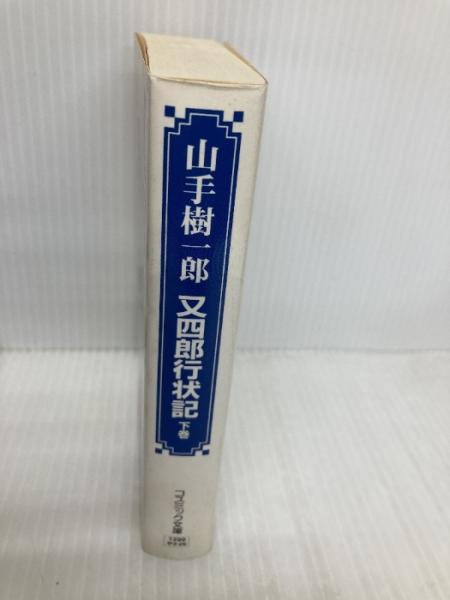 山手樹一郎
又四郎行状記 下巻
コスミック文庫